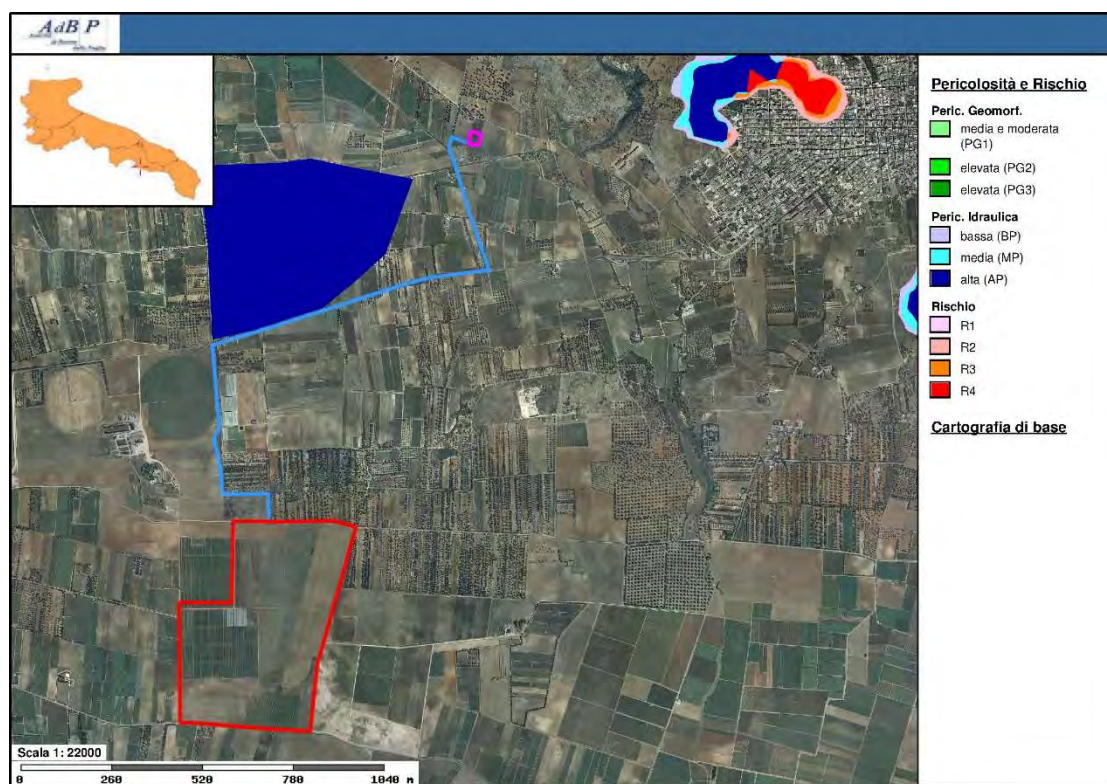 AdBP
Pericolosità e Rischio
Peric. Geomorf.
media e moderata
(PG1)
elevata (PG2)
elevata (PG3)
Peric. Idraulica
bassa (BP)
media (MP)
alta (AP)
Rischio
R1
R2
R3
R4
Cartografia di base
Scala 1: 22000
0 260 520 780 1040 m